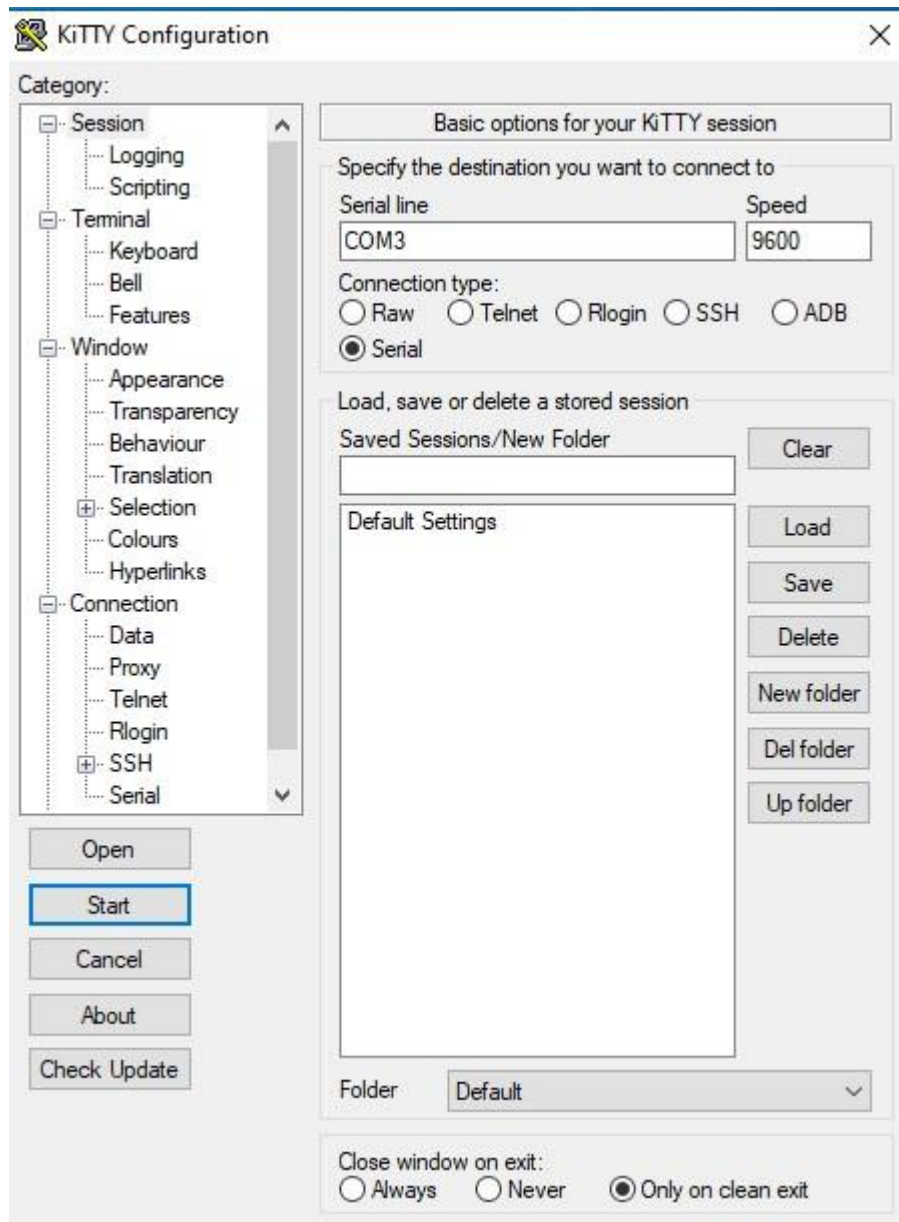 KiTTY Configuration
Category:
Session
Logging
Scripting
Terminal
Keyboard
Bell
Features
Window
Appearance
Transparency
Behaviour
Translation
Selection
Colours
Hyperlinks
Connection
Data
Proxy
Telnet
Rlogin
SSH
Serial
Open
Start
Cancel
About
Check Update
Basic options for your KiTTY session
Specify the destination you want to connect to
Serial line Speed
COM3 9600
Connection type:
Raw Telnet Rlogin SSH ADB
Serial
Load, save or delete a stored session
Saved Sessions/New Folder
Clear
Default Settings
Load
Save
Delete
New folder
Del folder
Up folder
Folder Default
Close window on exit:
Always Never Only on clean exit